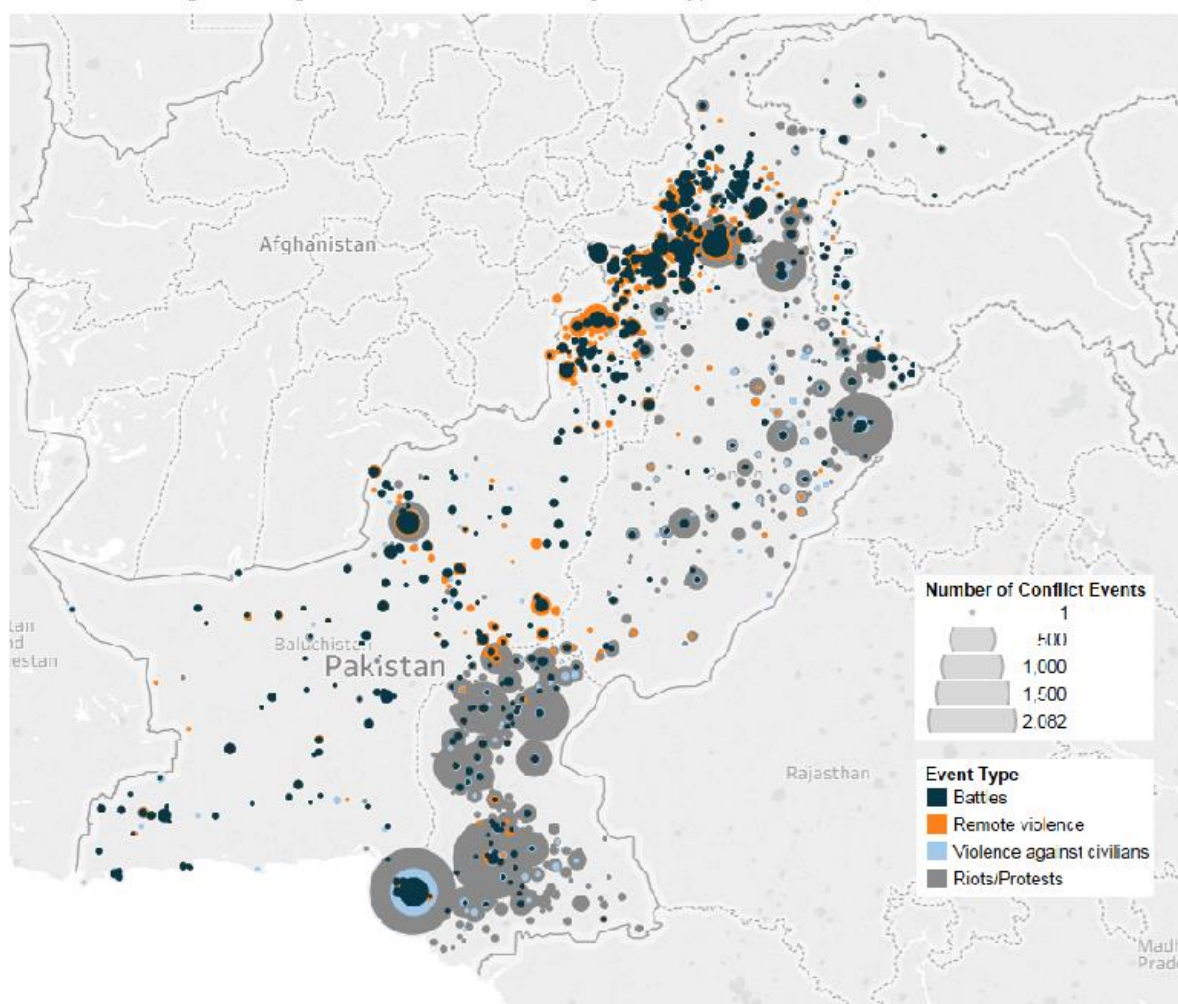 Afghanistan
Baluchistan
Pakistan
Rajasthan
Number of Conflict Events
1
500
1,000
1,500
2,082
Event Type
Battles
Remote violence
Violence against civilians
Riots/Protests